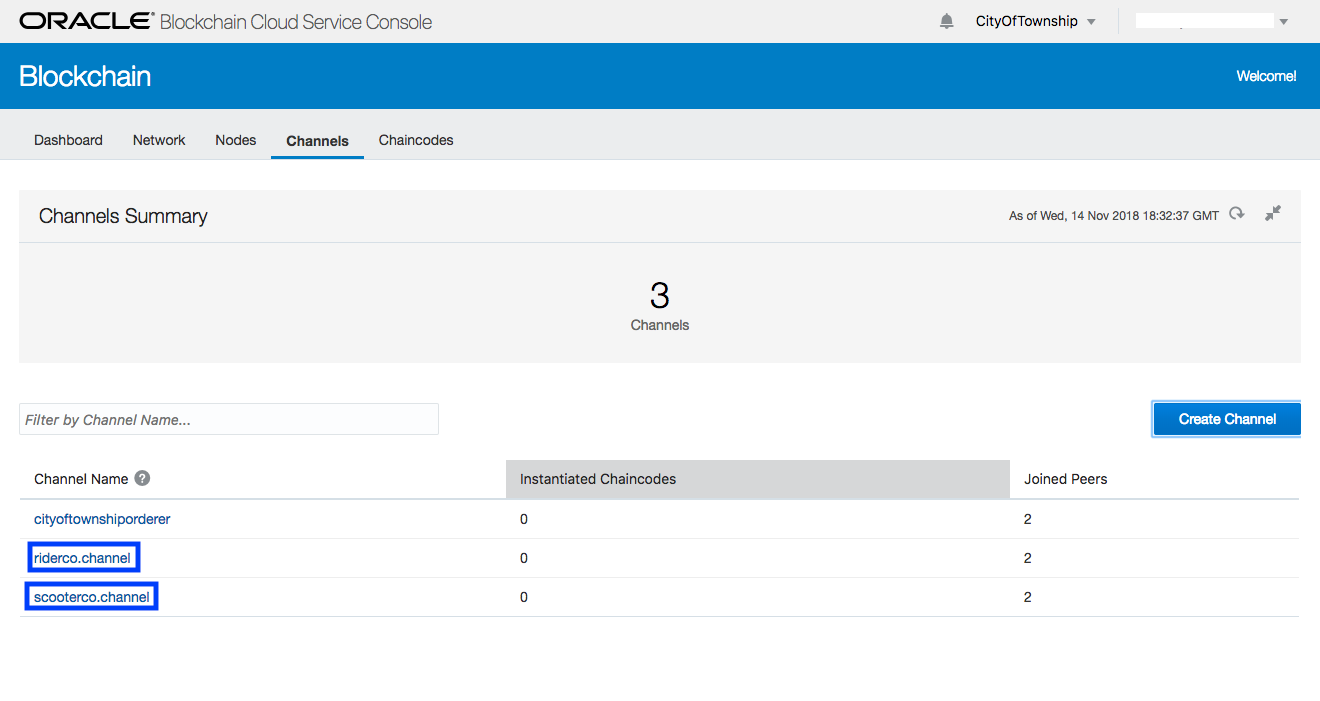 ORACLE® Blockchain Cloud Service Console CityOfTownship
Blockchain Welcome!
Dashboard Network Nodes Channels Chaincodes
Channels Summary As of Wed, 14 Nov 2018 18:32:37 GMT
3
Channels
Filter by Channel Name... Create Channel
Channel Name ? Instantiated Chaincodes Joined Peers
cityoftownshiporderer 0 2
riderco.channel 0 2
scooterco.channel 0 2